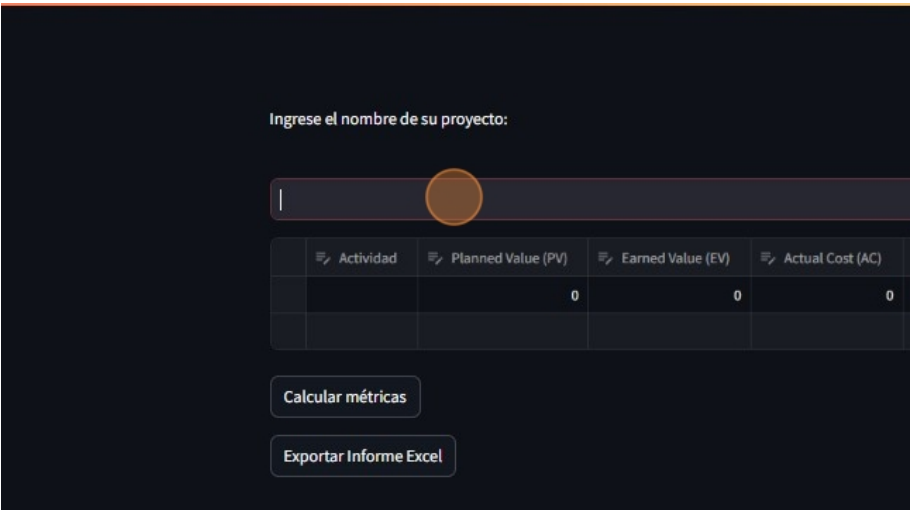 Ingrese el nombre de su proyecto:
Actividad Planned Value (PV) Earned Value (EV) Actual Cost (AC)
0 0 0
Calcular métricas
Exportar Informe Excel